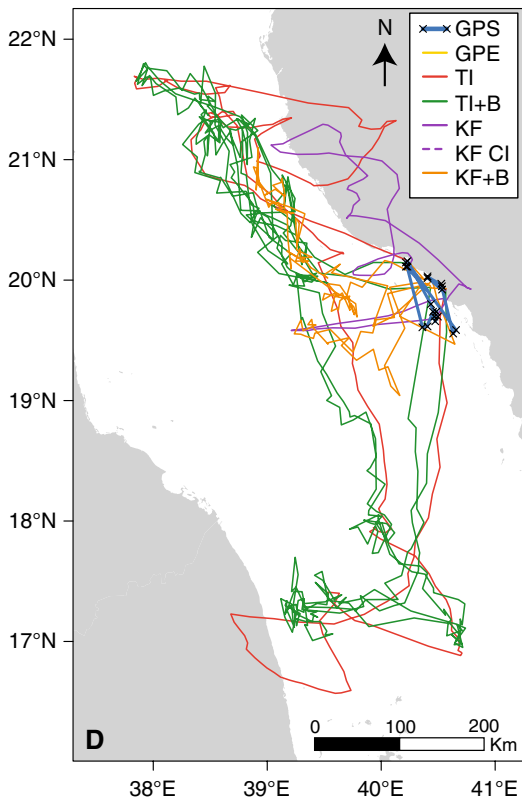 22°N
21°N
20°N
19°N
18°N
17°N
N
GPS
GPE
TI
TI+B
KF
KF CI
KF+B
D
0 100 200
Km
38°E 39°E 40°E 41°E